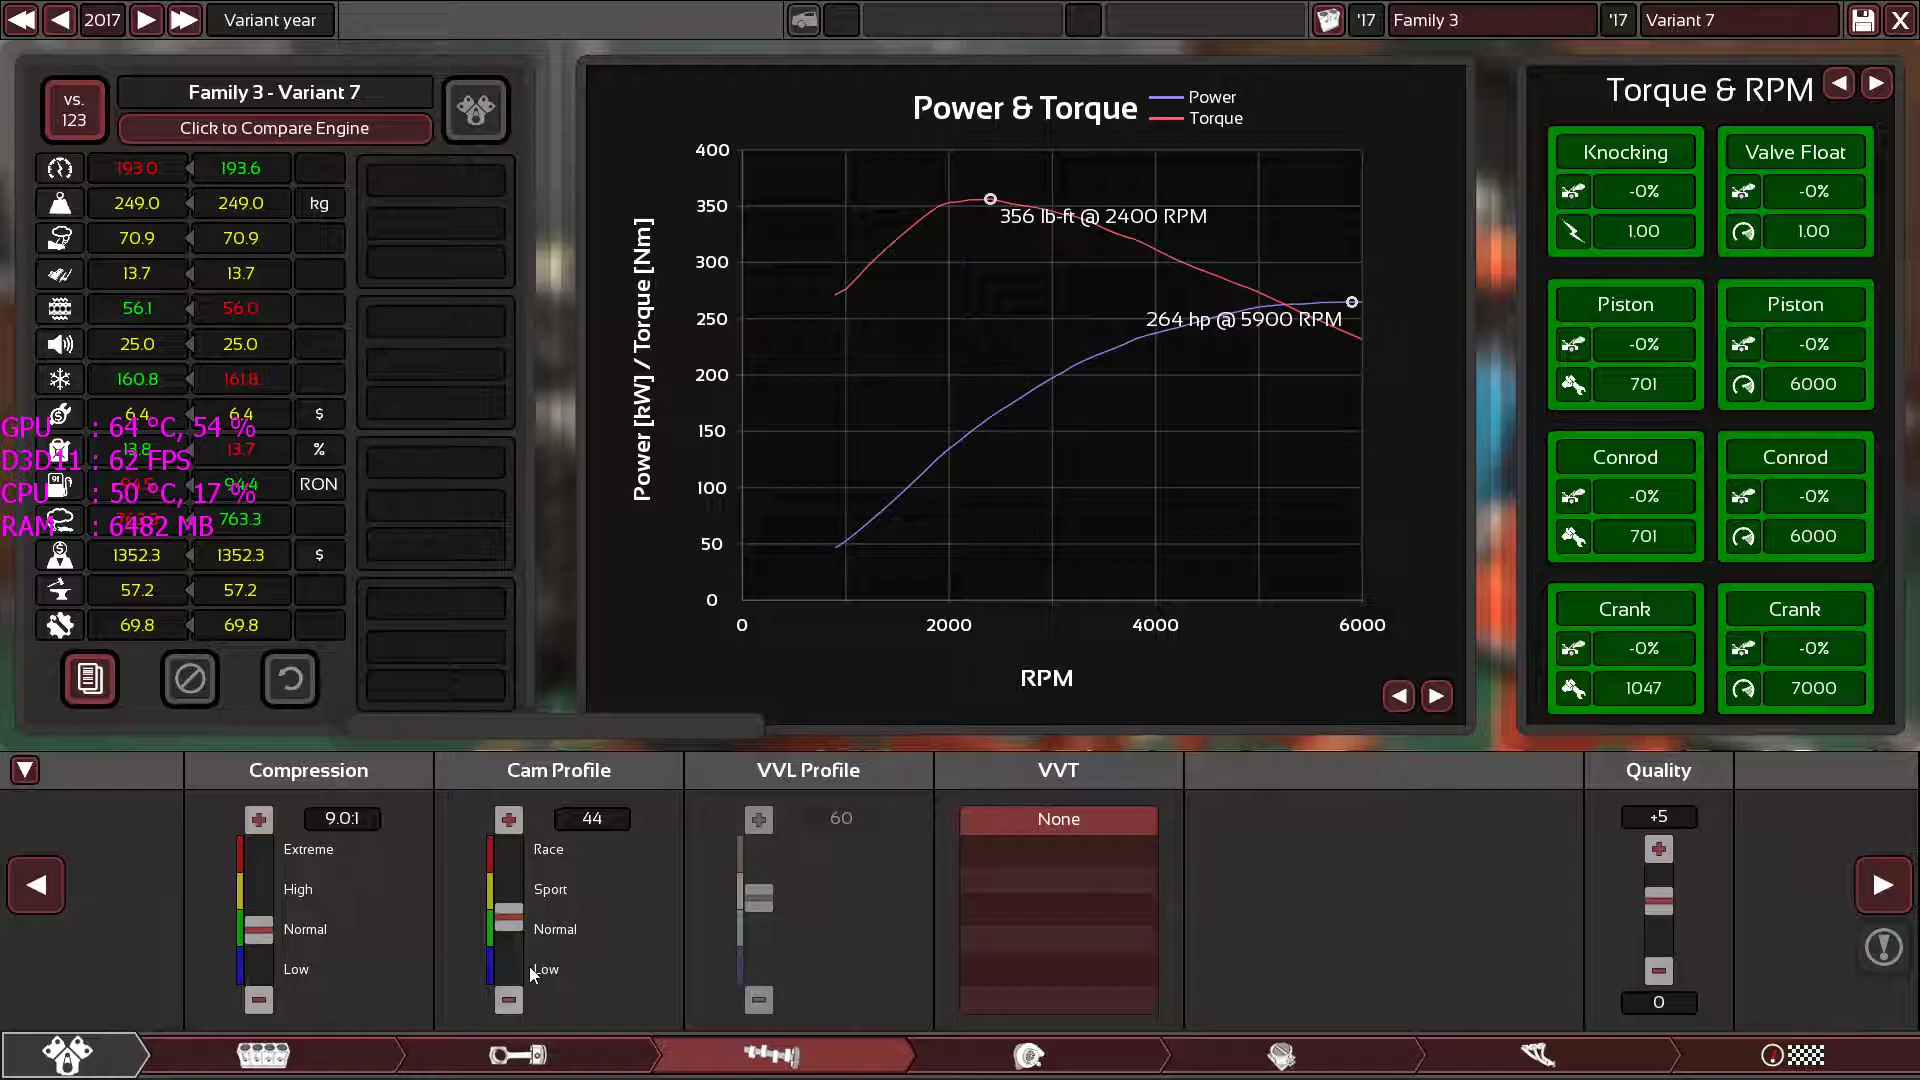 2017
Variant year
'17
Family 3
'17
Variant 7
vs.
123
Family 3 - Variant 7
Click to Compare Engine
193.0 193.6
249.0 249.0 kg
70.9 70.9
13.7 13.7
56.1 56.0
25.0 25.0
160.8 161.8
6.4 6.4 $
13.8 13.7 %
94.4 RON
763.3
1352.3 1352.3 $
57.2 57.2
69.8 69.8
GPU : 64 °C, 54 %
D3D11 : 62 FPS
CPU : 50 °C, 17 %
RAM : 6482 MB
Power & Torque
Power
Torque
Power [kW] / Torque [Nm]
400
350
300
250
200
150
100
50
0
356 lb-ft @ 2400 RPM
264 hp @ 5900 RPM
0 2000 4000 6000
RPM
Torque & RPM
Knocking Valve Float
-0% -0%
1.00 1.00
Piston Piston
-0% -0%
701 6000
Conrod Conrod
-0% -0%
701 6000
Crank Crank
-0% -0%
1047 7000
Compression
9.0:1
Extreme
High
Normal
Low
Cam Profile
44
Race
Sport
Normal
Low
VVL Profile
60
VVT
None
Quality
+5
0